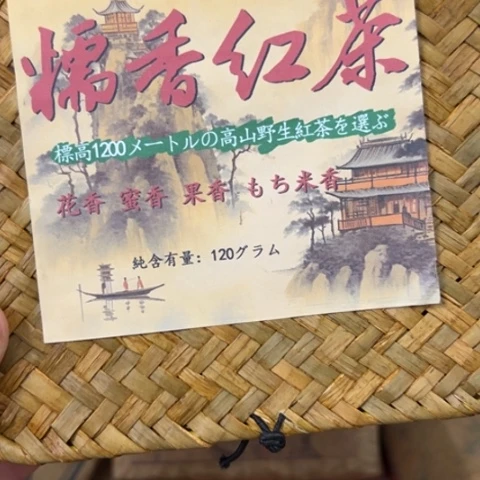 糯香红茶
標高1200メートルの高山野生紅茶を選ぶ
花香 蜜香 果香 もち米香
純含有量: 120グラム